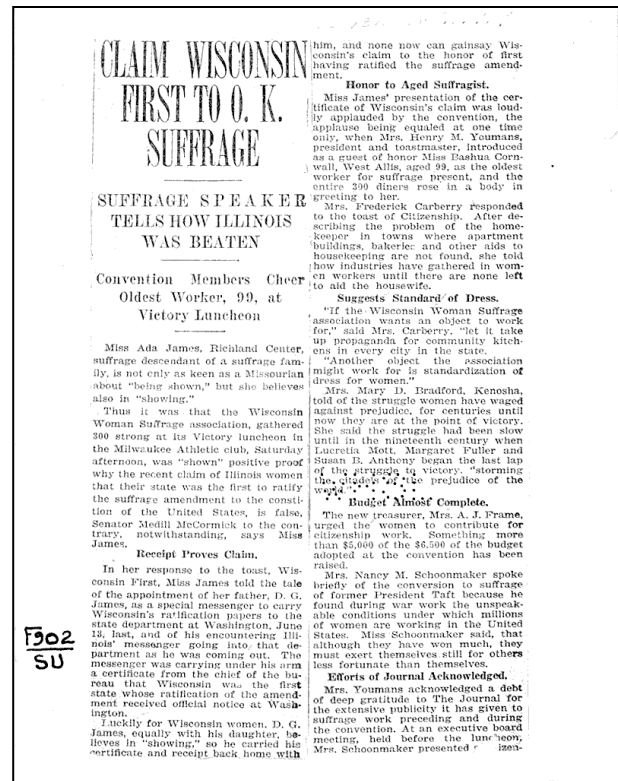 CLAIM WISCONSIN
FIRST TO O. K.
SUFFRAGE
SUFFRAGE SPEAKER
TELLS HOW ILLINOIS
WAS BEATEN
Convention Members Cheer
Oldest Worker, 99, at
Victory Luncheon
Miss Ada James, Richland Center,
suffrage descendant of a suffrage fam-
ily, is not only as keen as a Missourian
about "being shown," but she believes
also in "showing."
Thus it was that the Wisconsin
Woman Suffrage association, gathered
300 strong at its Victory luncheon in
the Milwaukee Athletic club, Saturday
afternoon, was "shown" positive proof
why the recent claim of Illinois women
that their state was the first to ratify
the suffrage amendment to the consti-
tution of the United States, is false,
Senator Medill McCormick to the con-
trary, notwithstanding, says Miss
James.
Receipt Proves Claim.
In her response to the toast, Wis-
consin First, Miss James told the tale
of the appointment of her father, D. G.
James, as a special messenger to carry
Wisconsin's ratification papers to the
state department at Washington, June
13, last, and of his encountering Illi-
nois' messenger going into that de-
partment as he was coming out. The
messenger was carrying under his arm
a certificate from the chief of the bu-
reau that Wisconsin was the first
state whose ratification of the amend-
ment received official notice at Wash-
ington.
Luckily for Wisconsin women, D. G.
James, equally with his daughter, be-
lieves in "showing," so he carried his
certificate and receipt back home with
him, and none now can gainsay Wis-
consin's claim to the honor of first
having ratified the suffrage amend-
ment.
Honor to Aged Suffragist.
Miss James' presentation of the cer-
tificate of Wisconsin's claim was loud-
ly applauded by the convention, the
applause being equaled at one time
only, when Mrs. Henry M. Youmans,
president and toastmaster, introduced
as a guest of honor Miss Bashua Corn-
wall, West Allis, aged 99, as the oldest
worker for suffrage present, and the
entire 300 diners rose in a body in
greeting to her.
Mrs. Frederick Carberry responded
to the toast of Citizenship. After de-
scribing the problem of the home-
keeper in towns where apartment
buildings, bakeries and other aids to
housekeeping are not found, she told
how industries have gathered in wom-
en workers until there are none left
to aid the housewife.
Suggests Standard of Dress.
"If the Wisconsin Woman Suffrage
association wants an object to work
for," said Mrs. Carberry, "let it take
up propaganda for community kitch-
ens in every city in the state.
"Another object the association
might work for is standardization of
dress for women."
Mrs. Mary D. Bradford, Kenosha,
told of the struggle women have waged
against prejudice, for centuries until
now they are at the point of victory.
She said the struggle had been slow
until in the nineteenth century when
Lucretia Mott, Margaret Fuller and
Susan B. Anthony began the last lap
of the struggle to victory, "storming
the citadels of the prejudice of the
world."
Budget Almost Complete.
The new treasurer, Mrs. A. J. Frame,
urged the women to contribute for
citizenship work. Something more
than $5,000 of the $6,500 of the budget
adopted at the convention has been
raised.
Mrs. Nancy M. Schoonmaker spoke
briefly of the conversion to suffrage
of former President Taft because he
found during war work the unspeak-
able conditions under which millions
of women are working in the United
States. Miss Schoonmaker said, that
although they have won much, they
must exert themselves still for others
less fortunate than themselves.
Efforts of Journal Acknowledged.
Mrs. Youmans acknowledged a debt
of deep gratitude to The Journal for
the extensive publicity it has given to
suffrage work preceding and during
the convention. At an executive board
meeting, held before the luncheon,
Mrs. Schoonmaker presented izen-
F902
SU